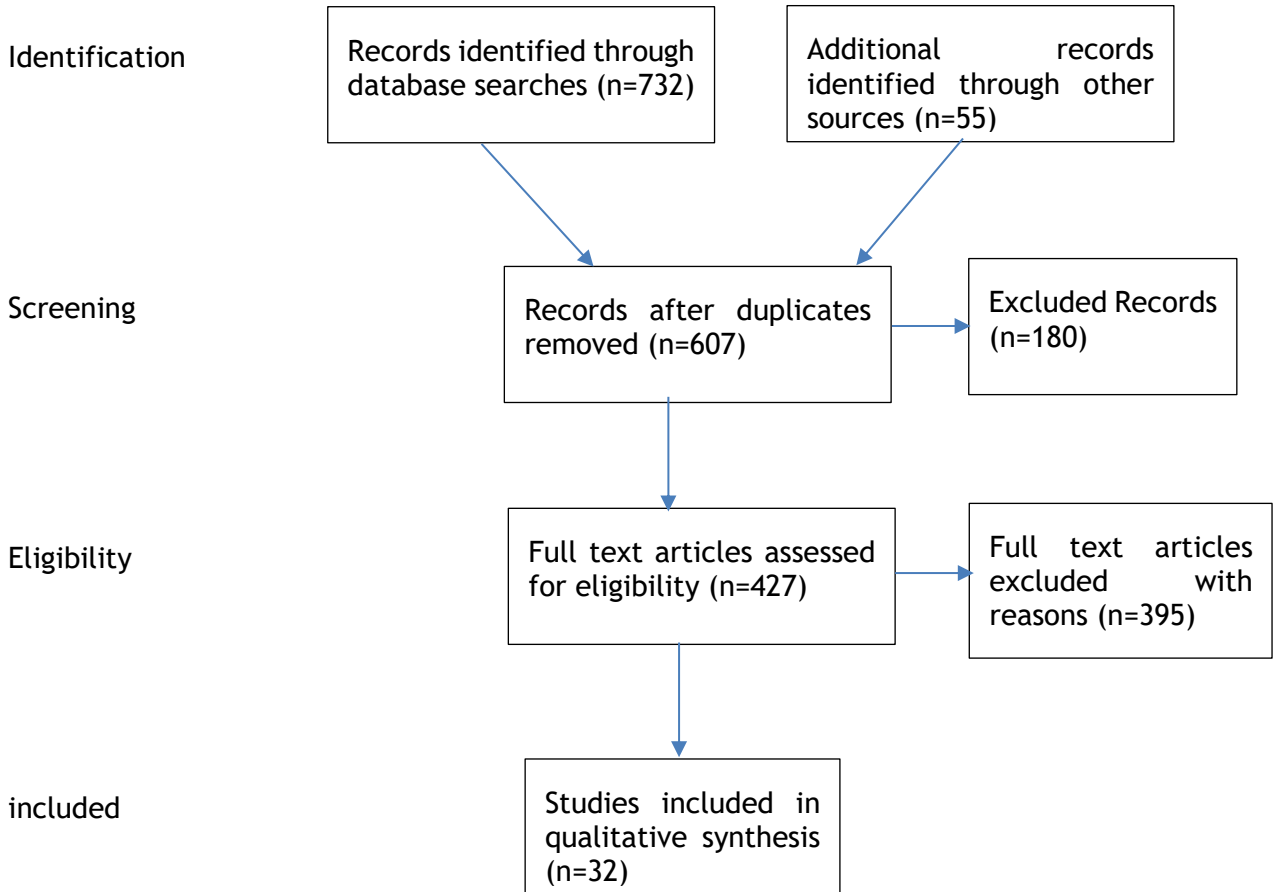 Identification
Records identified through
database searches (n=732)
Additional records
identified through other
sources (n=55)
Screening
Records after duplicates
removed (n=607)
Excluded Records
(n=180)
Eligibility
Full text articles assessed
for eligibility (n=427)
Full text articles
excluded with
reasons (n=395)
included
Studies included in
qualitative synthesis
(n=32)